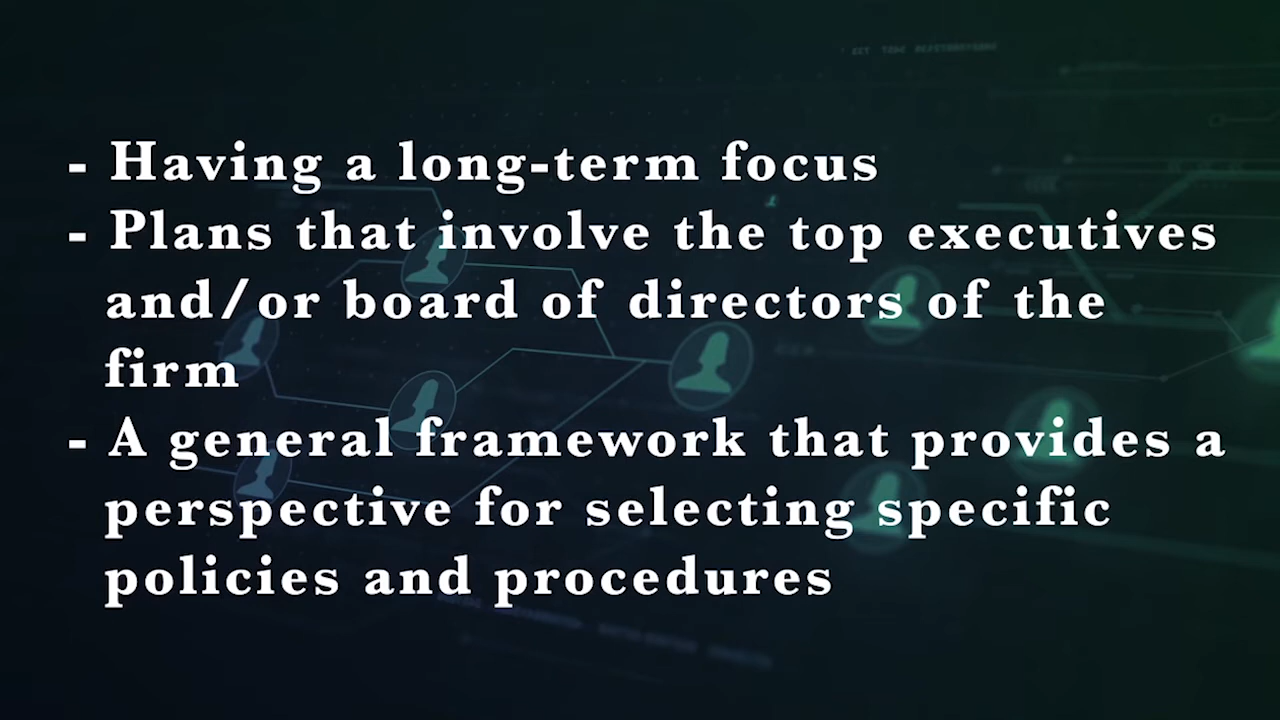 - Having a long-term focus
- Plans that involve the top executives
and/or board of directors of the
firm
- A general framework that provides a
perspective for selecting specific
policies and procedures